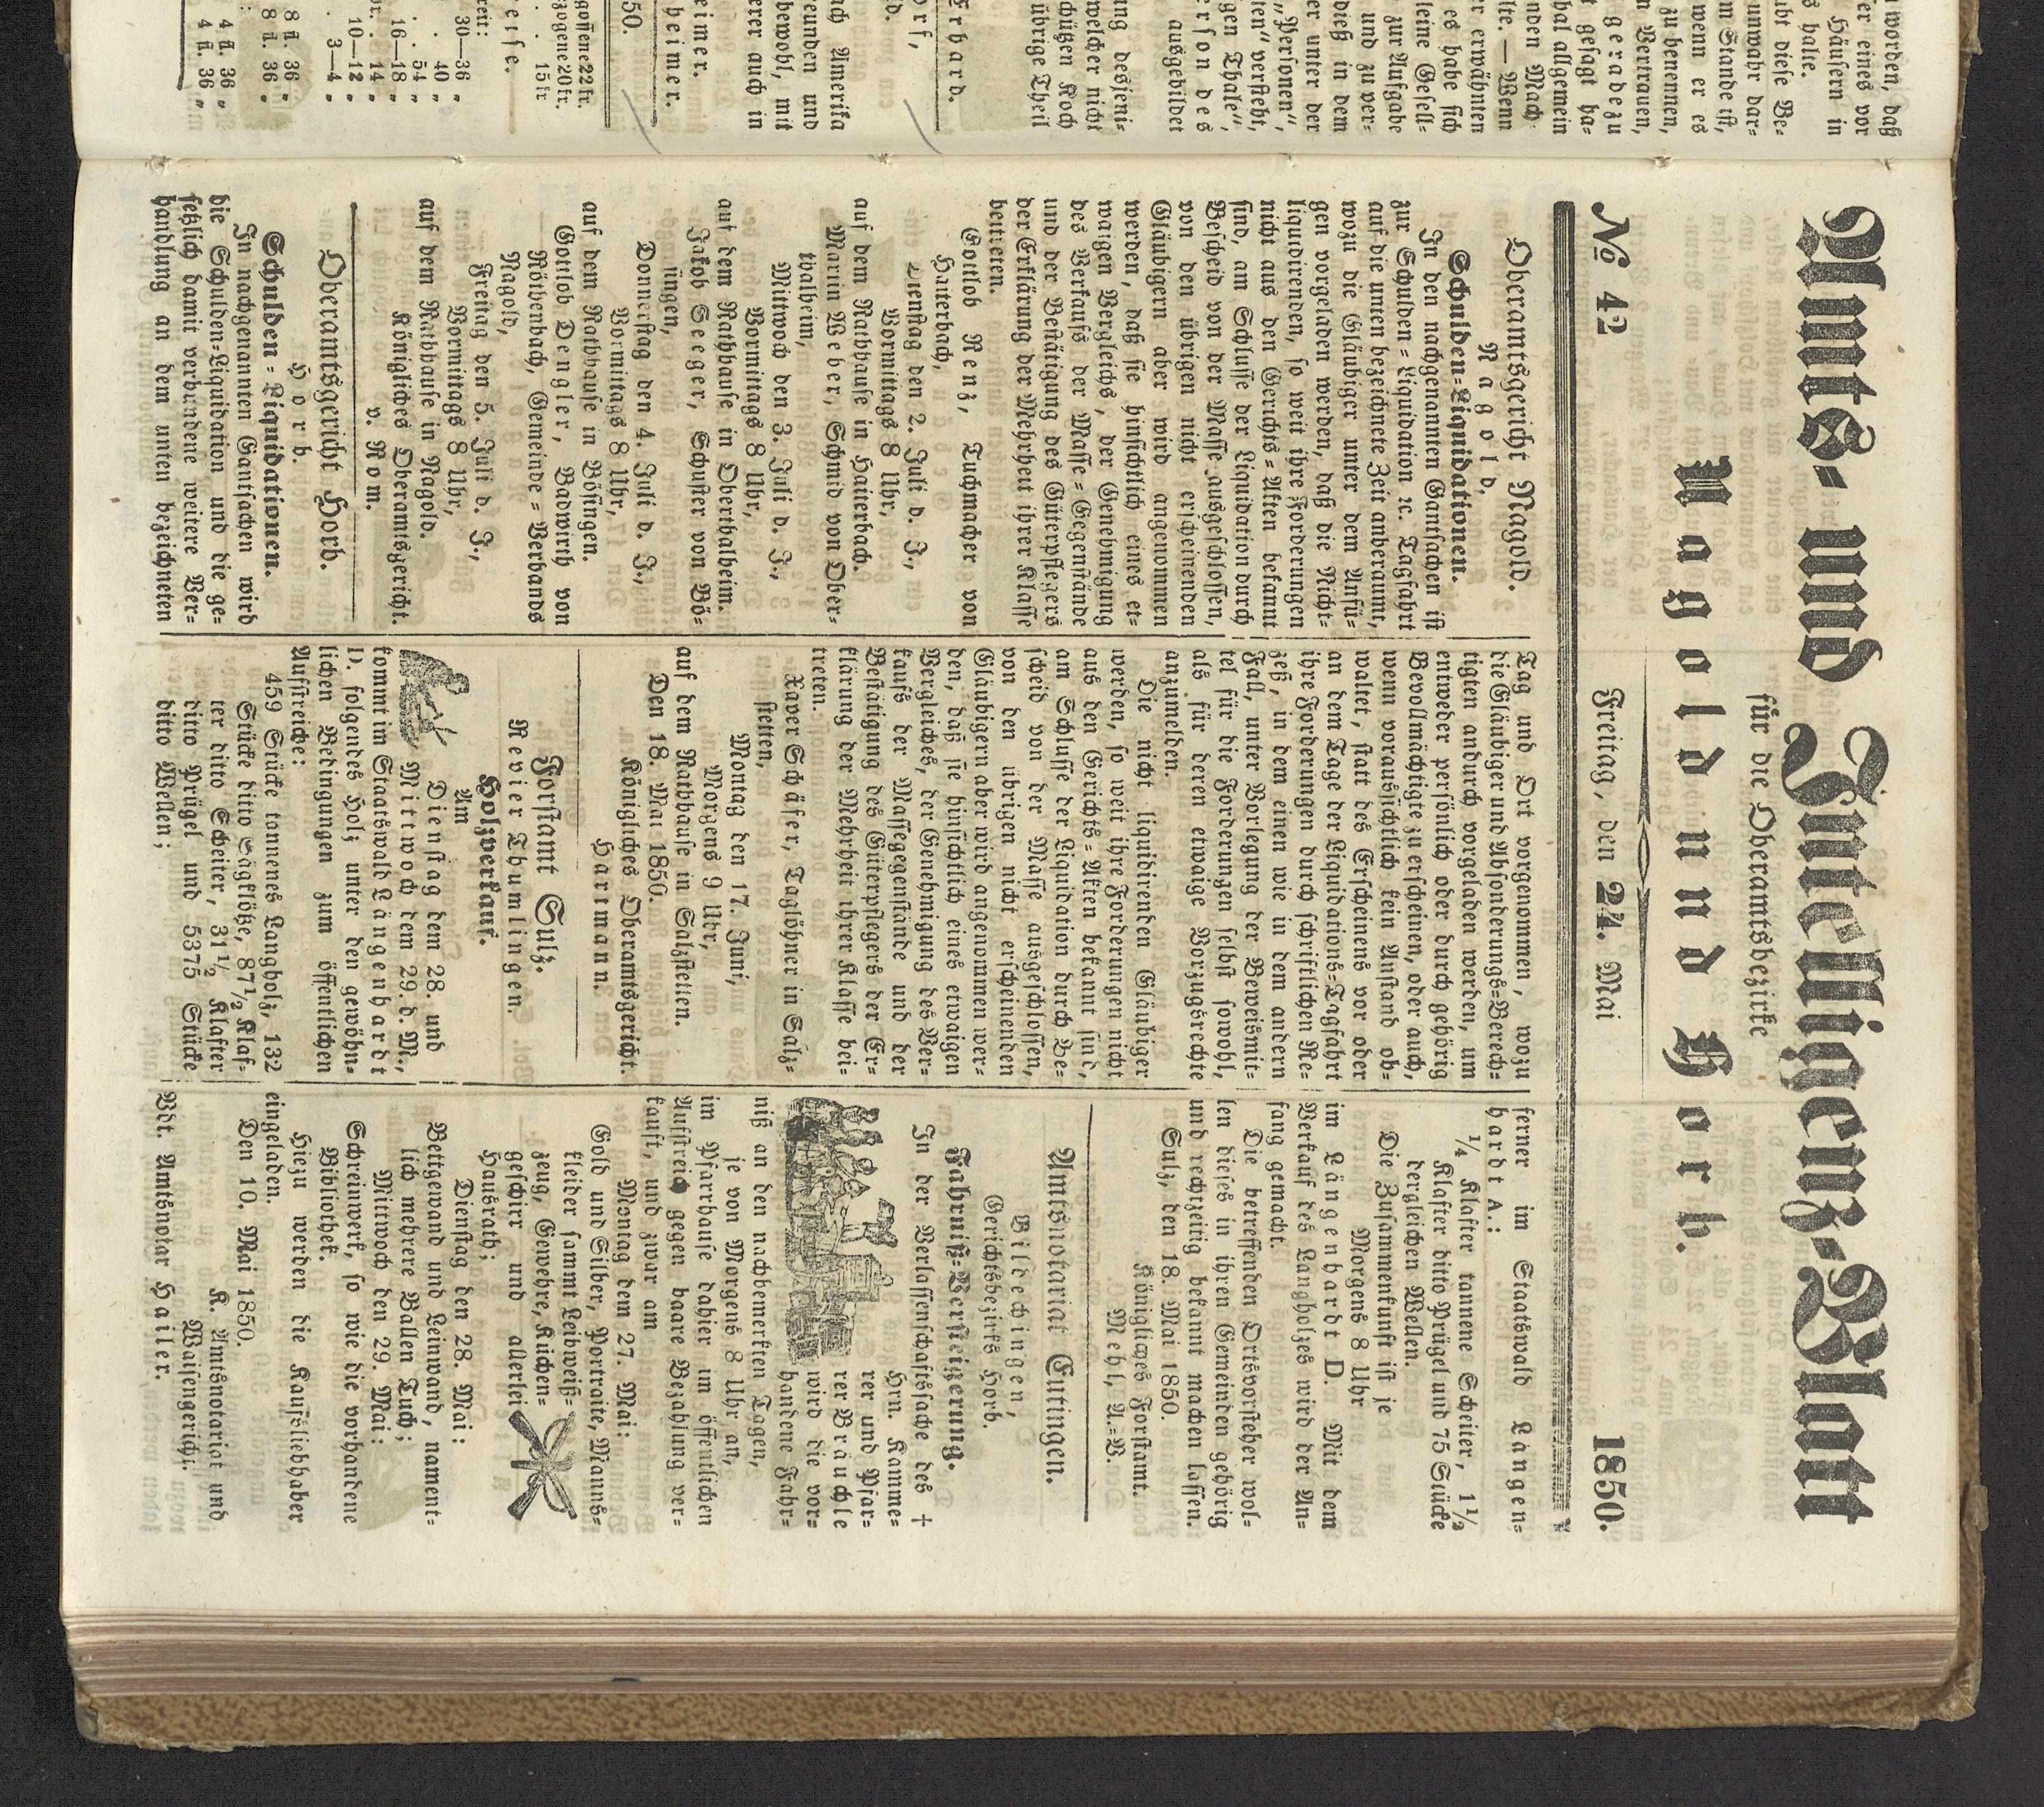 Amts- und Intelligenz-Blatt
für die Oberamtsbezirke
Nagold und Horb.
№ 42
Freitag, den 24. Mai
1850.
Oberamtsgericht Nagold.
Nagold,
Schulden-Liquidationen.
In den nachgenannten Gantsachen ist
zur Schulden-Liquidation ꝛc. Tagfahrt
auf die unten bezeichnete Zeit anberaumt,
wozu die Gläubiger unter dem Anfü-
gen vorgeladen werden, daß die Nicht-
liquidirenden, so weit ihre Forderungen
nicht aus den Gerichts-Akten bekannt
sind, am Schlusse der Liquidation durch
Bescheid von der Masse ausgeschlossen,
von den übrigen nicht erscheinenden
Gläubigern aber wird angenommen
werden, daß sie hinsichtlich eines et-
waigen Vergleichs, der Genehmigung
des Verkaufs der Masse-Gegenstände
und der Bestätigung des Güterpflegers
der Erklärung der Mehrheit ihrer Klasse
beitreten.
Gottlob Renz, Tuchmacher von
Haiterbach,
Dienstag den 2. Juli d. J.,
Vormittags 8 Uhr,
auf dem Rathhause in Haiterbach.
Martin Weber, Schmid von Ober-
thalheim,
Mittwoch den 3. Juli d. J.,
Vormittags 8 Uhr,
auf dem Rathhause in Oberthalheim.
Jakob Seeger, Schuster von Bö-
singen,
Donnerstag den 4. Juli d. J.,
Vormittags 8 Uhr,
auf dem Rathhause in Bösingen.
Gottlob Dengler, Badwirth von
Röthenbach, Gemeinde-Verbands
Nagold,
Freitag den 5. Juli d. J.,
Vormittags 8 Uhr,
auf dem Rathhause in Nagold.
Königliches Oberamtsgericht.
v. Rom.
Oberamtsgericht Horb.
Horb.
Schulden-Liquidationen.
In nachgenannten Gantsachen wird
die Schulden-Liquidation und die ge-
setzlich damit verbundene weitere Ver-
handlung an dem unten bezeichneten
Tag und Ort vorgenommen, wozu
die Gläubiger und Absonderungs-Berech-
tigten andurch vorgeladen werden, um
entweder persönlich oder durch gehörig
Bevollmächtigte zu erscheinen, oder auch,
wenn voraussichtlich kein Anstand ob-
waltet, statt des Erscheinens vor oder
an dem Tage der Liquidations-Tagfahrt
ihre Forderungen durch schriftlichen Re-
zeß, in dem einen wie in dem andern
Fall, unter Vorlegung der Beweismit-
tel für die Forderungen selbst sowohl,
als für deren etwaige Vorzugsrechte
anzumelden.
Die nicht liquidirenden Gläubiger
werden, so weit ihre Forderungen nicht
aus den Gerichts-Akten bekannt sind,
am Schlusse der Liquidation durch Be-
scheid von der Masse ausgeschlossen,
von den übrigen nicht erscheinenden
Gläubigern aber wird angenommen wer-
den, daß sie hinsichtlich eines etwaigen
Vergleiches, der Genehmigung des Ver-
kaufs der Massegegenstände und der
Bestätigung des Güterpflegers der Er-
klärung der Mehrheit ihrer Klasse bei-
treten.
Xaver Schäfer, Taglöhner in Salz-
stetten,
Montag den 17. Juni,
Morgens 9 Uhr,
auf dem Rathhause in Salzstetten.
Den 18. Mai 1850.
Königliches Oberamtsgericht.
Hartmann.
Forstamt Sulz.
Revier Thumlingen.
Holzverkauf.
Am
Dienstag dem 28. und
Mittwoch dem 29. d. M.,
kommt im Staatswald Längenhardt
D. folgendes Holz unter den gewöhn-
lichen Bedingungen zum öffentlichen
Aufstreiche:
459 Stücke tannenes Langholz, 132
Stücke ditto Sägklötze, 87½ Klaf-
ter ditto Scheiter, 31½ Klafter
ditto Prügel und 5375 Stücke
ditto Wellen;
ferner im Staatswald Längen-
hardt A.:
¼ Klafter tannene Scheiter, 1½
Klafter ditto Prügel und 75 Stücke
dergleichen Wellen.
Die Zusammenkunft ist je
Morgens 8 Uhr
im Längenhardt D. Mit dem
Verkauf des Langholzes wird der An-
fang gemacht.
Die betreffenden Ortsvorsteher wol-
len dieses in ihren Gemeinden gehörig
und rechtzeitig bekannt machen lassen.
Sulz, den 18. Mai 1850.
Königliches Forstamt.
Mehl, A.-V.
Amtsnotariat Eutingen.
Bildechingen,
Gerichtsbezirks Horb.
Fahrniß-Versteigerung.
In der Verlassenschaftssache des †
Hrn. Kamme-
rer und Pfar-
rer Bräuchle
wird die vor-
handene Fahr-
niß an den nachbemerkten Tagen,
je von Morgens 8 Uhr an,
im Pfarrhause dahier im öffentlichen
Aufstreich gegen baare Bezahlung ver-
kauft, und zwar am
Montag dem 27. Mai:
Gold und Silber, Portraite, Manns-
kleider sammt Leibweiß-
zeug, Gewehre, Küchen-
geschirr und allerlei
Hausrath;
Dienstag den 28. Mai:
Bettgewand und Leinwand, nament-
lich mehrere Ballen Tuch;
Mittwoch den 29. Mai:
Schreinwerk, so wie die vorhandene
Bibliothek.
Hiezu werden die Kaufsliebhaber
eingeladen.
Den 10. Mai 1850.
K. Amtsnotariat und
Waisengericht.
Vdt. Amtsnotar Hailer.